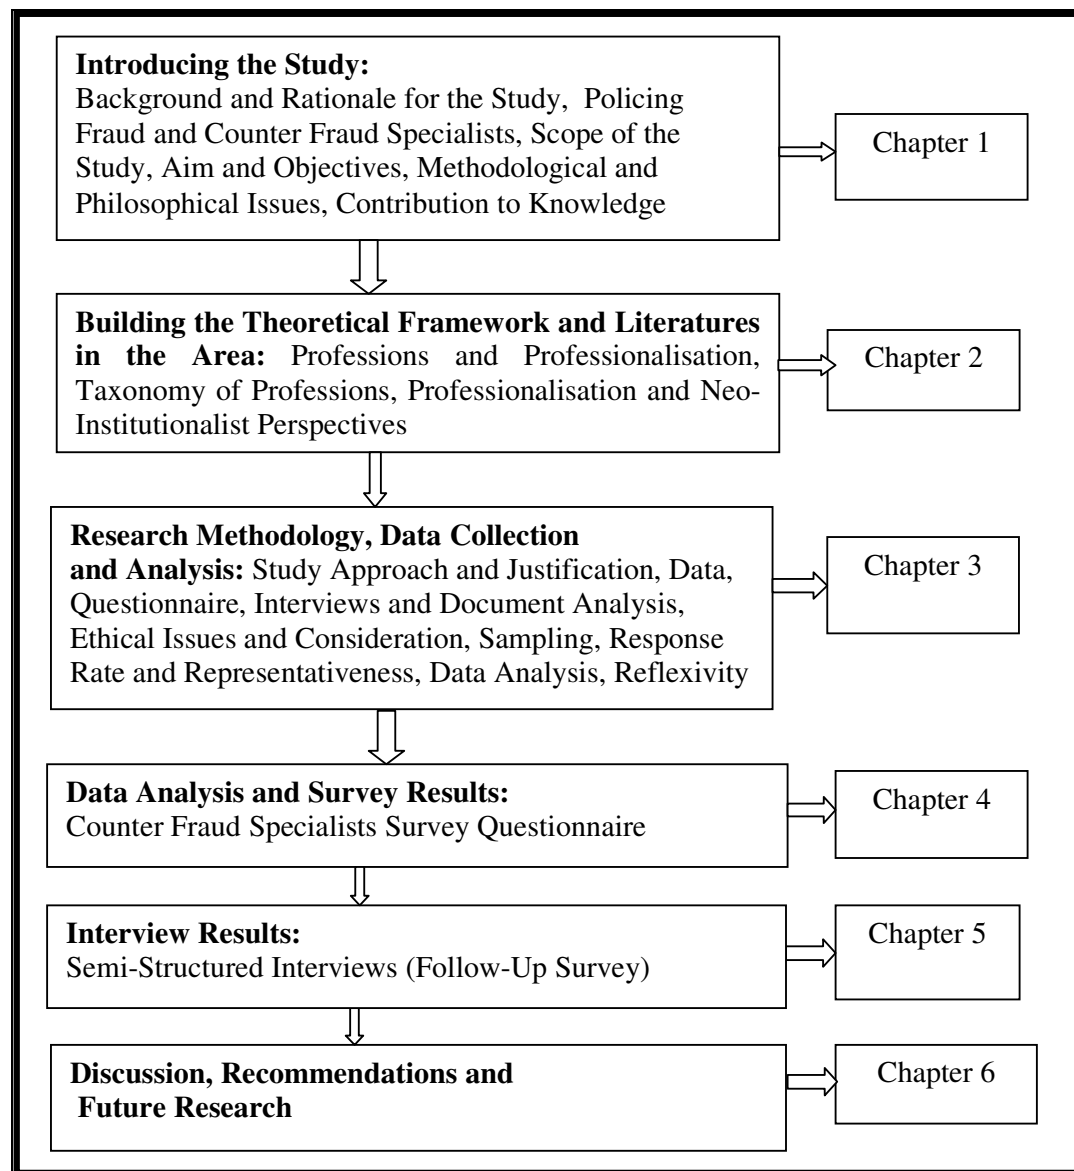 Introducing the Study:
Background and Rationale for the Study, Policing
Fraud and Counter Fraud Specialists, Scope of the
Study, Aim and Objectives, Methodological and
Philosophical Issues, Contribution to Knowledge
Chapter 1
Building the Theoretical Framework and Literatures
in the Area: Professions and Professionalisation,
Taxonomy of Professions, Professionalisation and Neo-
Institutionalist Perspectives
Chapter 2
Research Methodology, Data Collection
and Analysis: Study Approach and Justification, Data,
Questionnaire, Interviews and Document Analysis,
Ethical Issues and Consideration, Sampling, Response
Rate and Representativeness, Data Analysis, Reflexivity
Chapter 3
Data Analysis and Survey Results:
Counter Fraud Specialists Survey Questionnaire
Chapter 4
Interview Results:
Semi-Structured Interviews (Follow-Up Survey)
Chapter 5
Discussion, Recommendations and
Future Research
Chapter 6